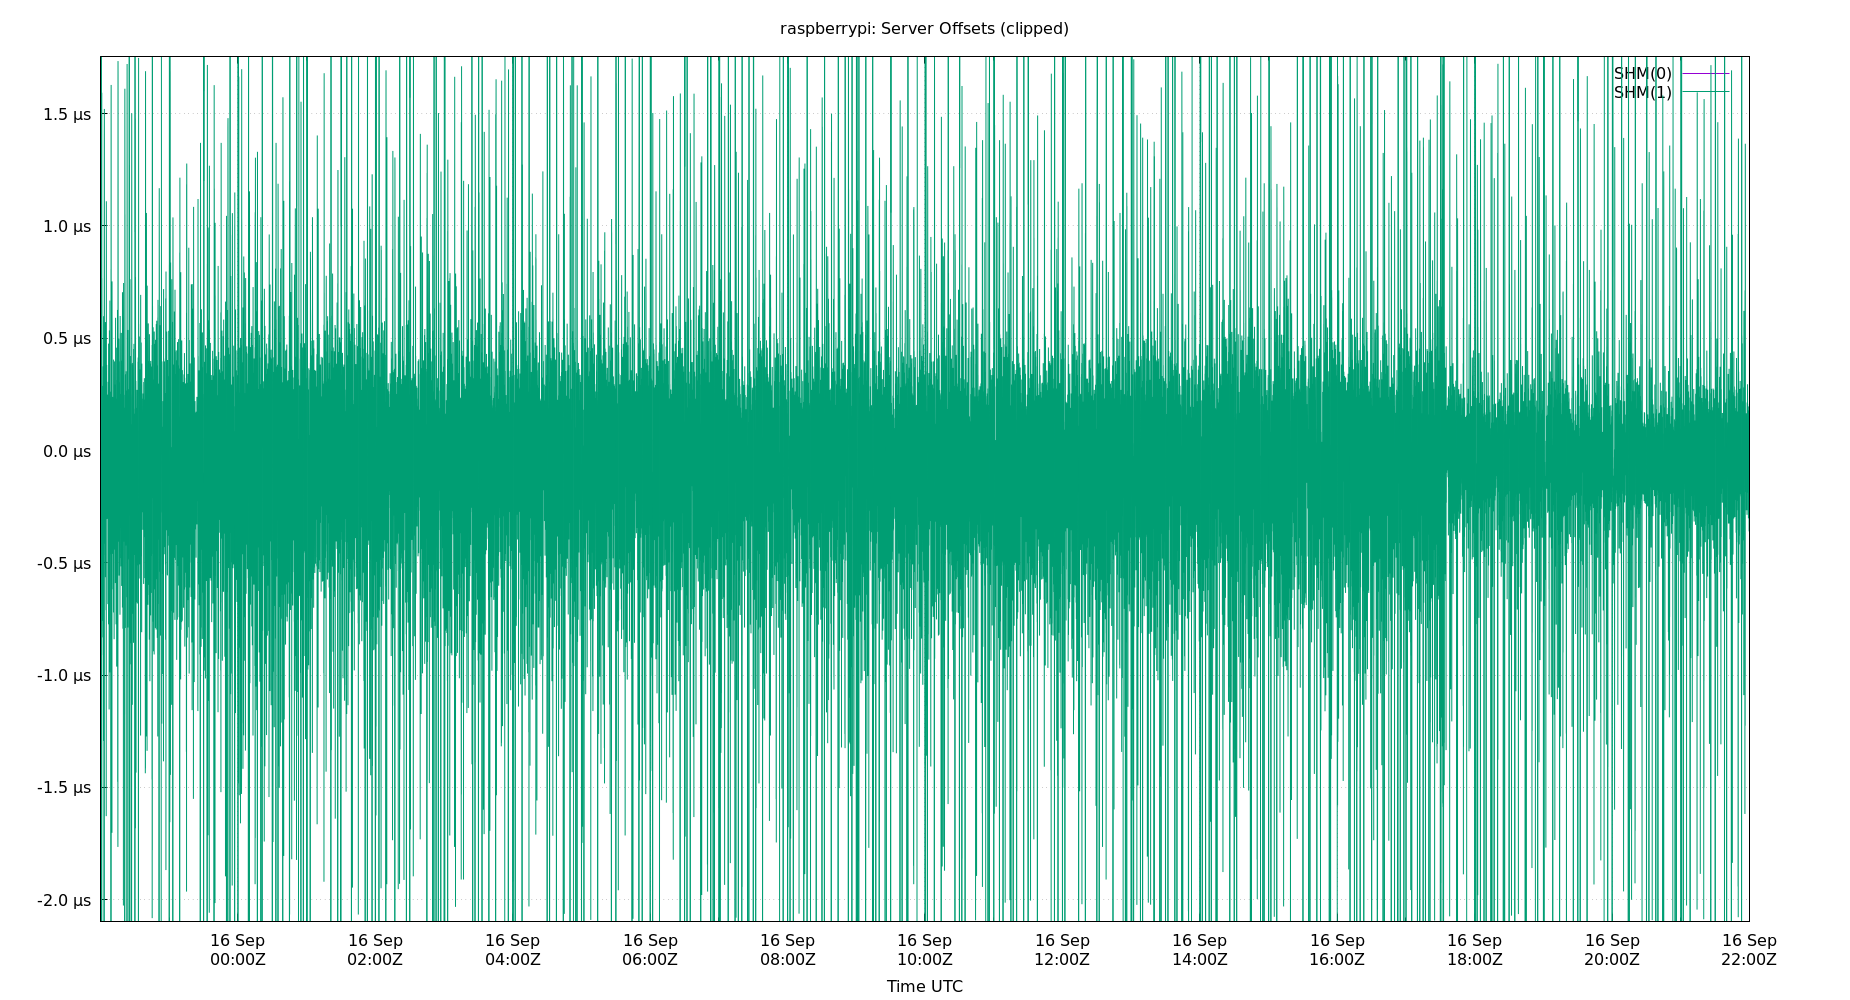 raspberrypi: Server Offsets (clipped)
SHM(0)
SHM(1)
1.5 µs
1.0 µs
0.5 µs
0.0 µs
-0.5 µs
-1.0 µs
-1.5 µs
-2.0 µs
16 Sep 16 Sep 16 Sep 16 Sep 16 Sep 16 Sep 16 Sep 16 Sep 16 Sep 16 Sep 16 Sep 16 Sep
00:00Z 02:00Z 04:00Z 06:00Z 08:00Z 10:00Z 12:00Z 14:00Z 16:00Z 18:00Z 20:00Z 22:00Z
Time UTC